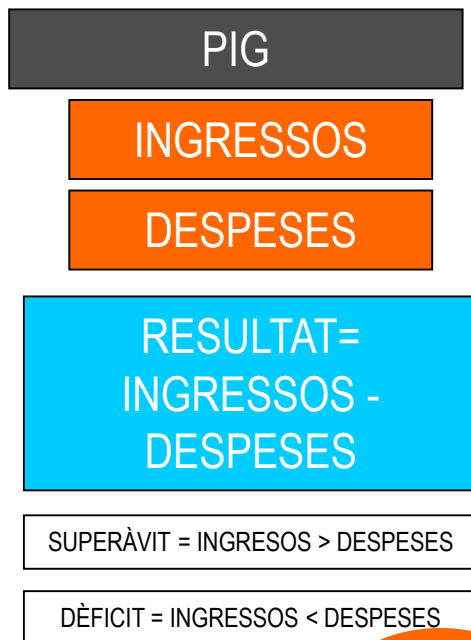 PIG
INGRESSOS
DESPESES
RESULTAT=
INGRESSOS -
DESPESES
SUPERÀVIT = INGRESOS > DESPESES
DÈFICIT = INGRESSOS < DESPESES